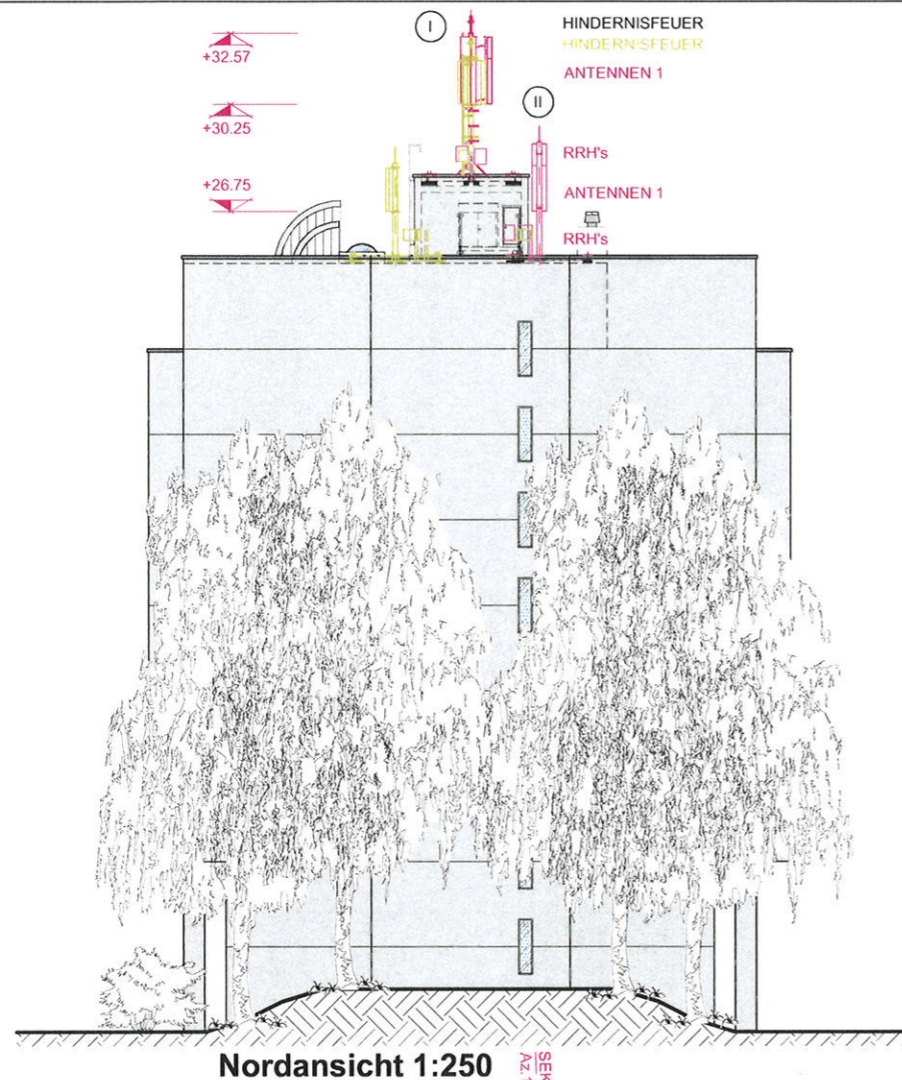 I
HINDERNISFEUER
HINDERNISFEUER
+32.57
ANTENNEN 1
II
+30.25
RRH's
+26.75
ANTENNEN 1
RRH's
Nordansicht 1:250